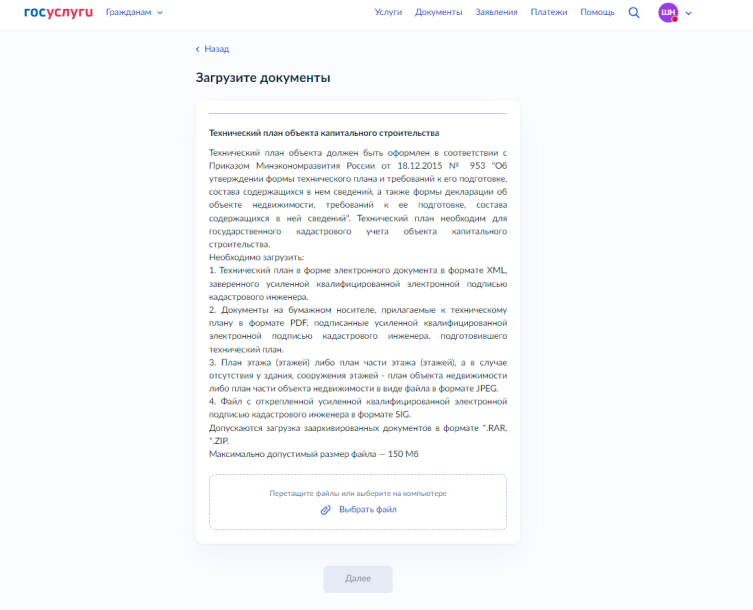 госуслуги Гражданам Услуги Документы Заявления Платежи Помощь ШН
Назад
Загрузите документы
Технический план объекта капитального строительства
Технический план объекта должен быть оформлен в соответствии с
Приказом Минэкономразвития России от 18.12.2015 № 953 "Об
утверждении формы технического плана и требований к его подготовке,
состава содержащихся в нем сведений, а также формы декларации об
объекте недвижимости, требований к ее подготовке, состава
содержащихся в ней сведений". Технический план необходим для
государственного кадастрового учета объекта капитального
строительства.
Необходимо загрузить:
1. Технический план в форме электронного документа в формате XML,
заверенного усиленной квалифицированной электронной подписью
кадастрового инженера.
2. Документы на бумажном носителе, прилагаемые к техническому
плану в формате PDF, подписанные усиленной квалифицированной
электронной подписью кадастрового инженера, подготовившего
технический план.
3. План этажа (этажей) либо план части этажа (этажей), а в случае
отсутствия у здания, сооружения этажей - план объекта недвижимости
либо план части объекта недвижимости в виде файла в формате JPEG.
4. Файл с открепленной усиленной квалифицированной электронной
подписью кадастрового инженера в формате SIG.
Допускаются загрузка заархивированных документов в формате *.RAR,
*.ZIP.
Максимально допустимый размер файла — 150 Мб
Перетащите файлы или выберите на компьютере
Выбрать файл
Далее